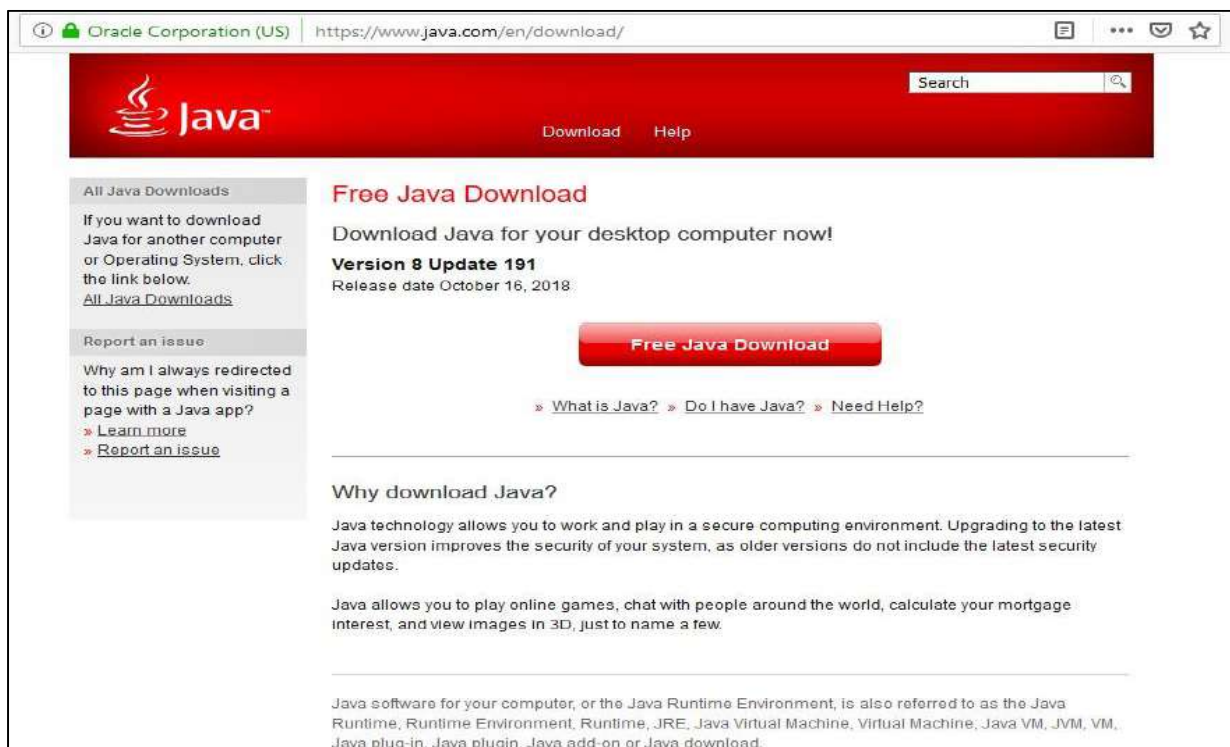 Oracle Corporation (US) https://www.java.com/en/download/
Java™
Search
Download Help
All Java Downloads
If you want to download
Java for another computer
or Operating System, click
the link below.
All Java Downloads
Report an issue
Why am I always redirected
to this page when visiting a
page with a Java app?
» Learn more
» Report an issue
Free Java Download
Download Java for your desktop computer now!
Version 8 Update 191
Release date October 16, 2018
Free Java Download
» What is Java? » Do I have Java? » Need Help?
Why download Java?
Java technology allows you to work and play in a secure computing environment. Upgrading to the latest
Java version improves the security of your system, as older versions do not include the latest security
updates.
Java allows you to play online games, chat with people around the world, calculate your mortgage
interest, and view images in 3D, just to name a few.
Java software for your computer, or the Java Runtime Environment, is also referred to as the Java
Runtime, Runtime Environment, Runtime, JRE, Java Virtual Machine, Virtual Machine, Java VM, JVM, VM,
Java plug-in, Java plugin, Java add-on or Java download.